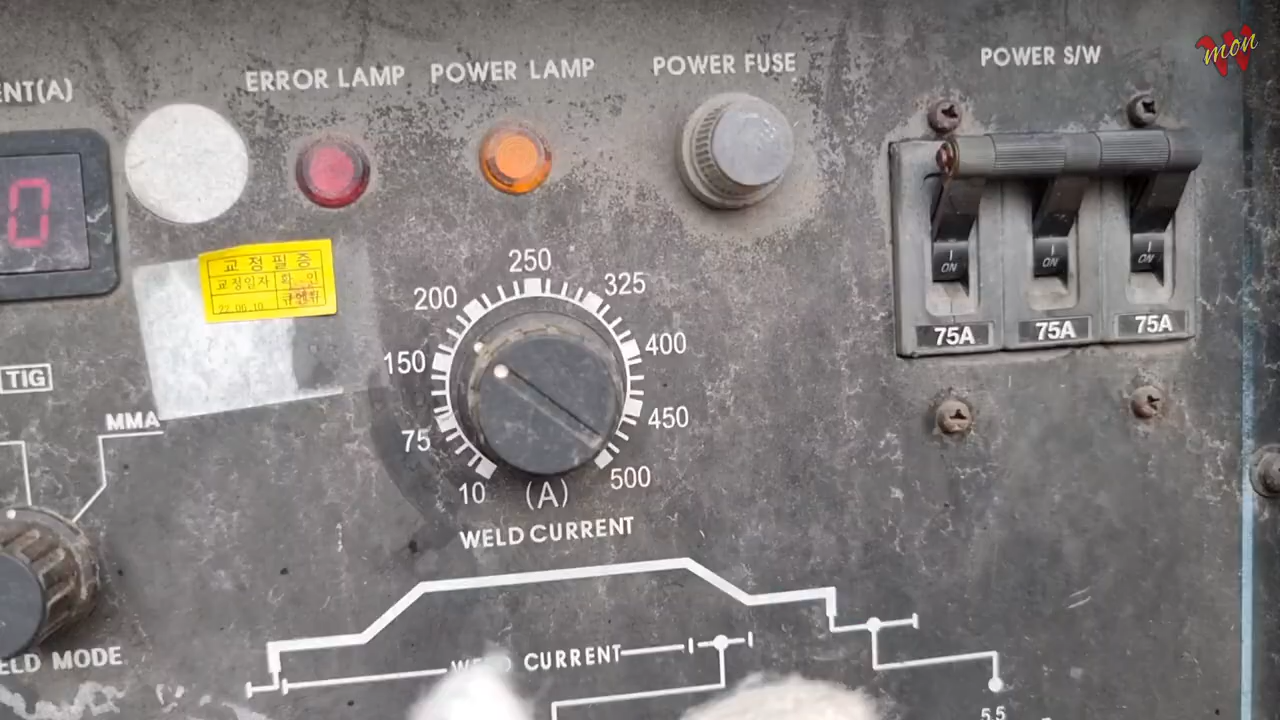 ENT(A)
ERROR LAMP
POWER LAMP
POWER FUSE
POWER S/W
mon
0
교정필증
교정일자
확 인
22.06.10
I ON
I ON
I ON
75A
75A
75A
250
200
325
150
400
75
450
10
500
(A)
WELD CURRENT
TIG
MMA
ELD MODE
CURRENT
5.5